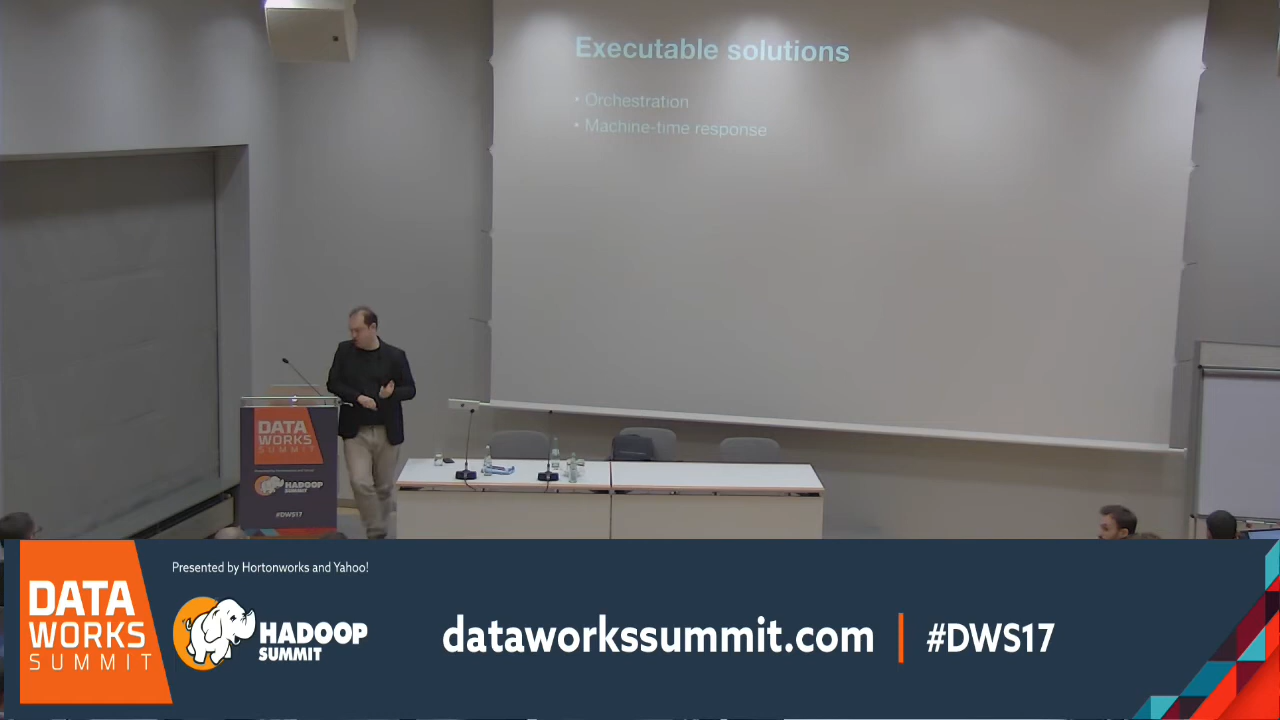 Executable solutions
• Orchestration
• Machine-time response
DATA
WORKS
SUMMIT
HADOOP
SUMMIT
#DWS17
DATA
WORKS
SUMMIT
Presented by Hortonworks and Yahoo!
HADOOP
SUMMIT
dataworkssummit.com | #DWS17